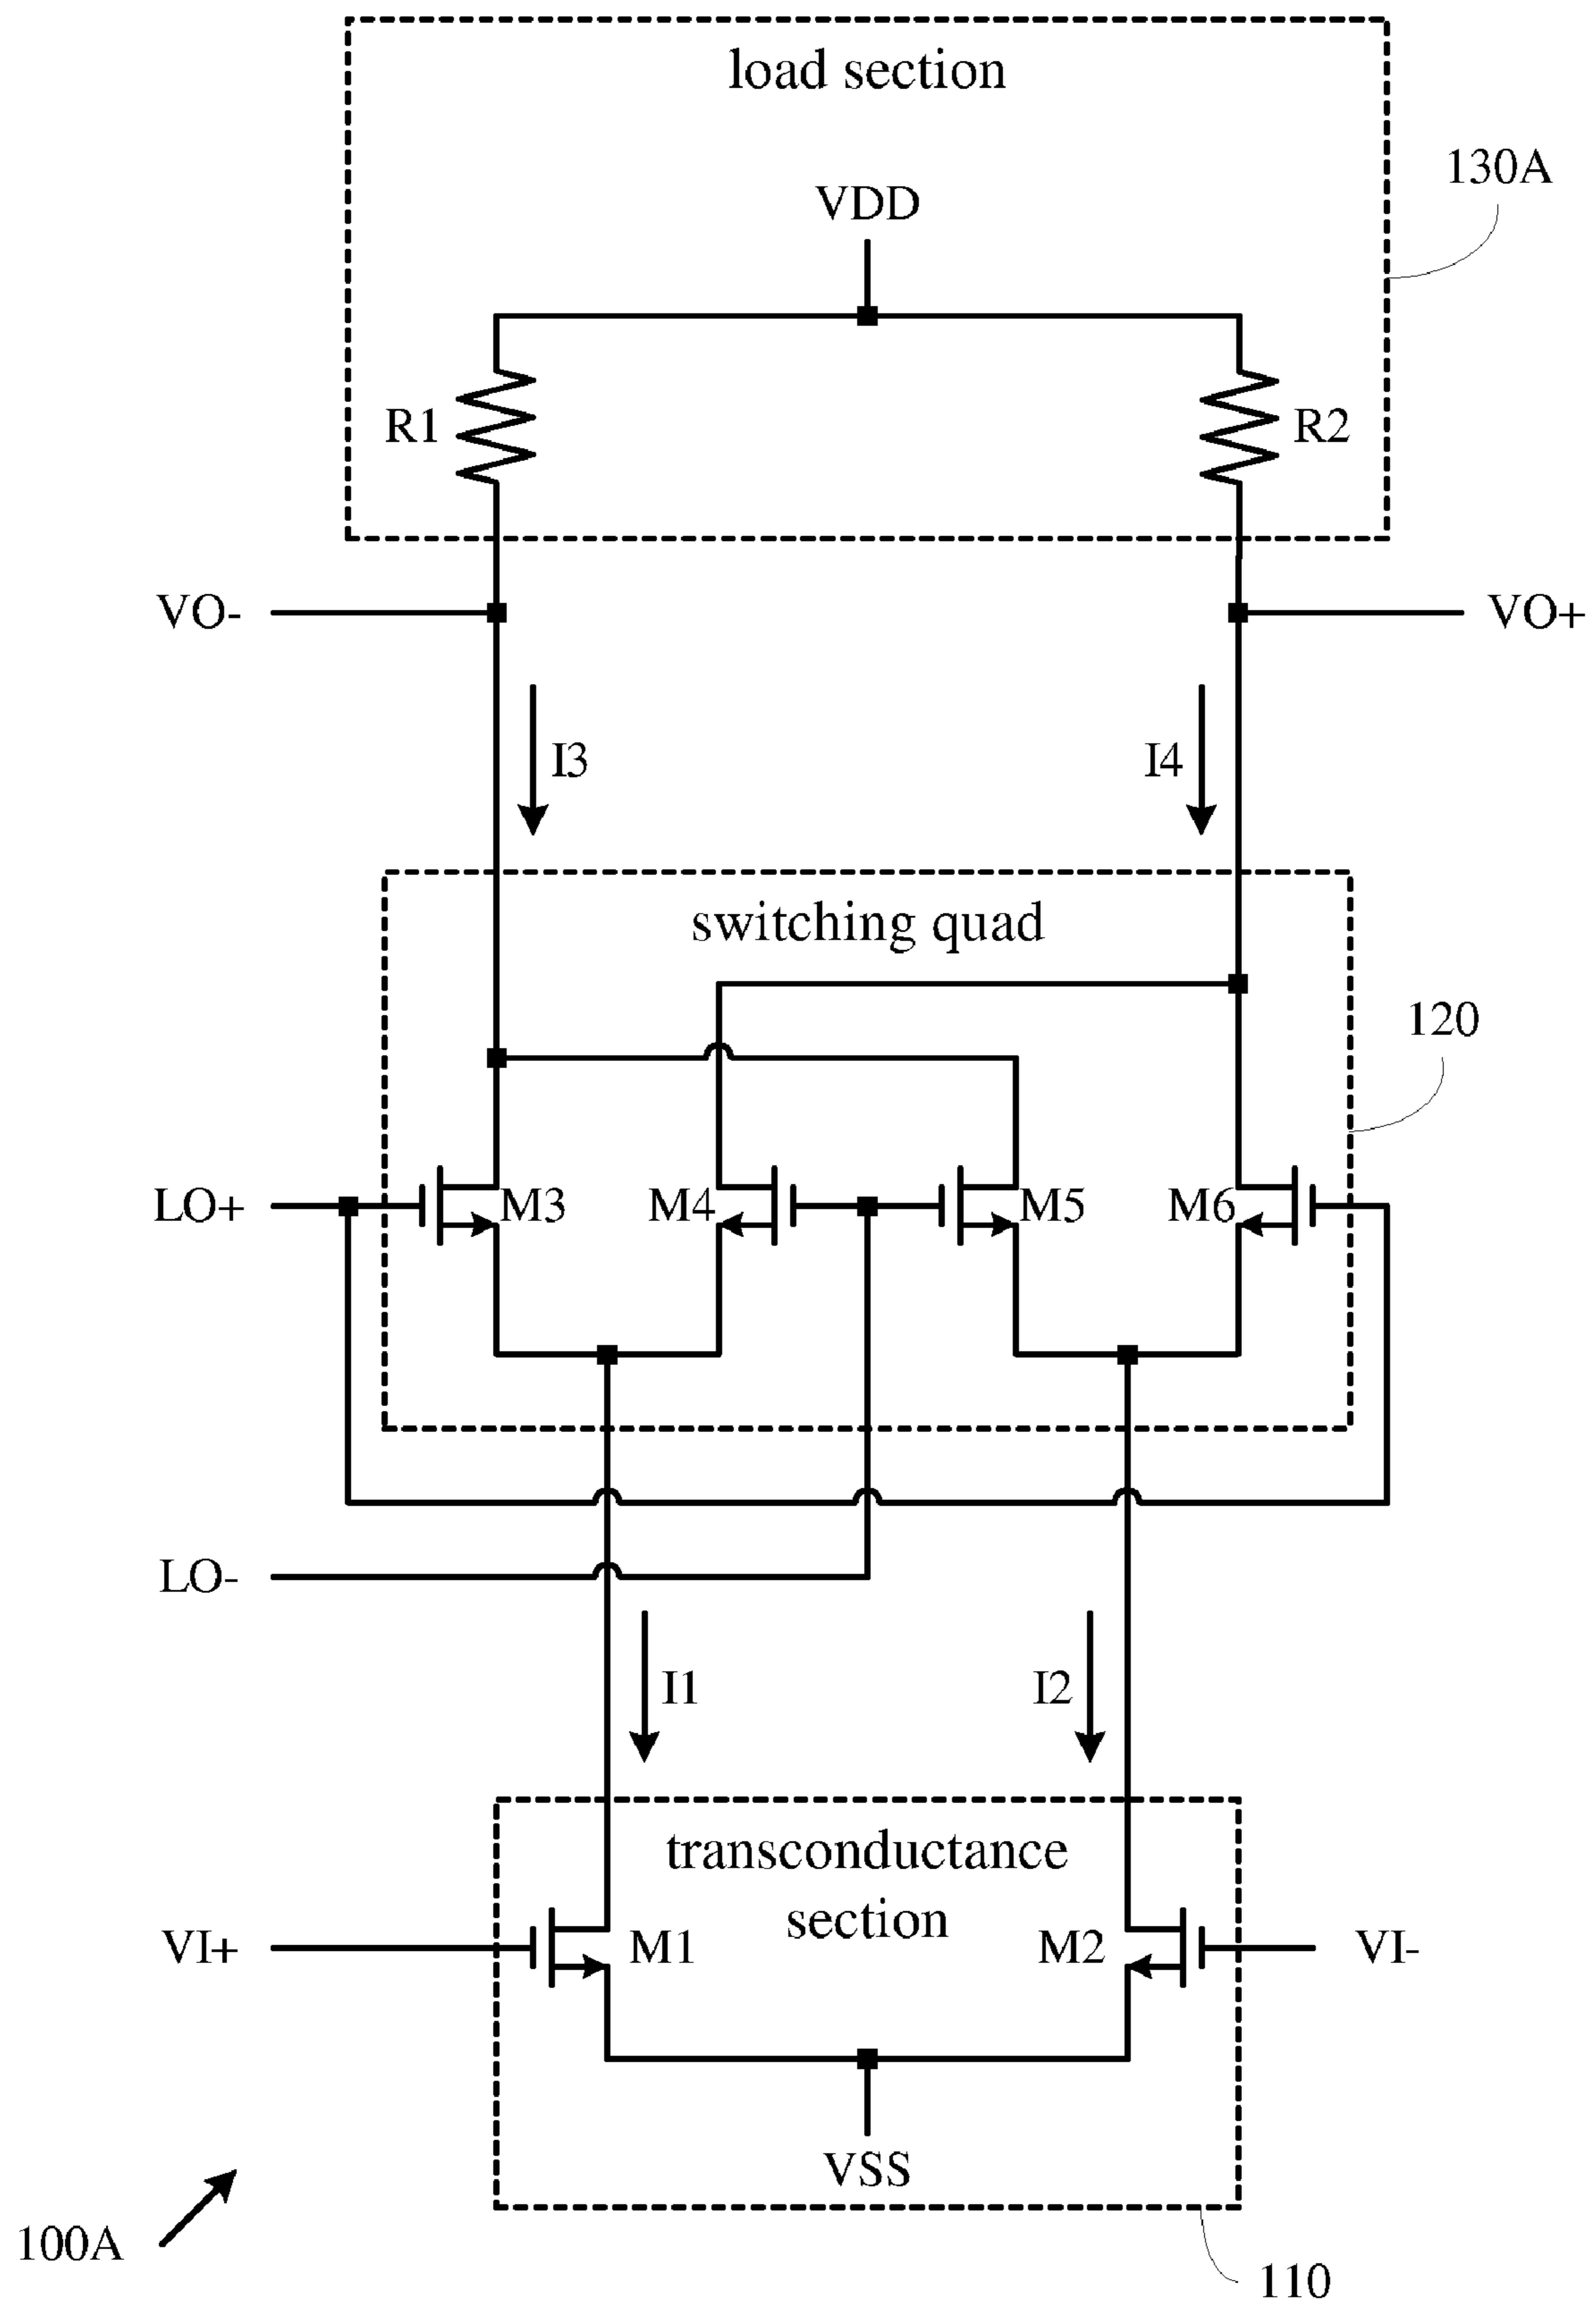 load section
130A
VDD
R1
R2
VO-
VO+
I3
I4
switching quad
120
LO+
M3
M4
M5
M6
LO-
I1
I2
transconductance
section
VI+
M1
M2
VI-
VSS
100A
110